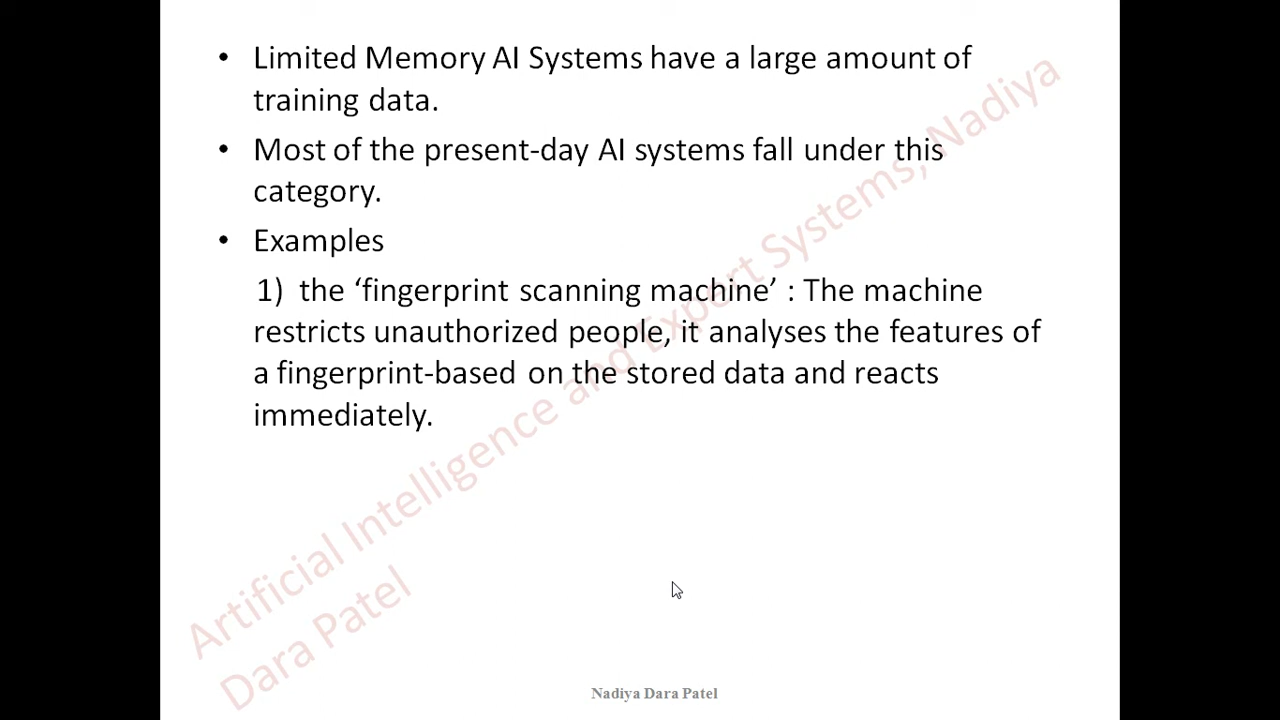 • Limited Memory AI Systems have a large amount of
training data.
• Most of the present-day AI systems fall under this
category.
• Examples
1) the ‘fingerprint scanning machine’ : The machine
restricts unauthorized people, it analyses the features of
a fingerprint-based on the stored data and reacts
immediately.
Artificial Intelligence and Expert Systems, Nadiya
Dara Patel
Nadiya Dara Patel